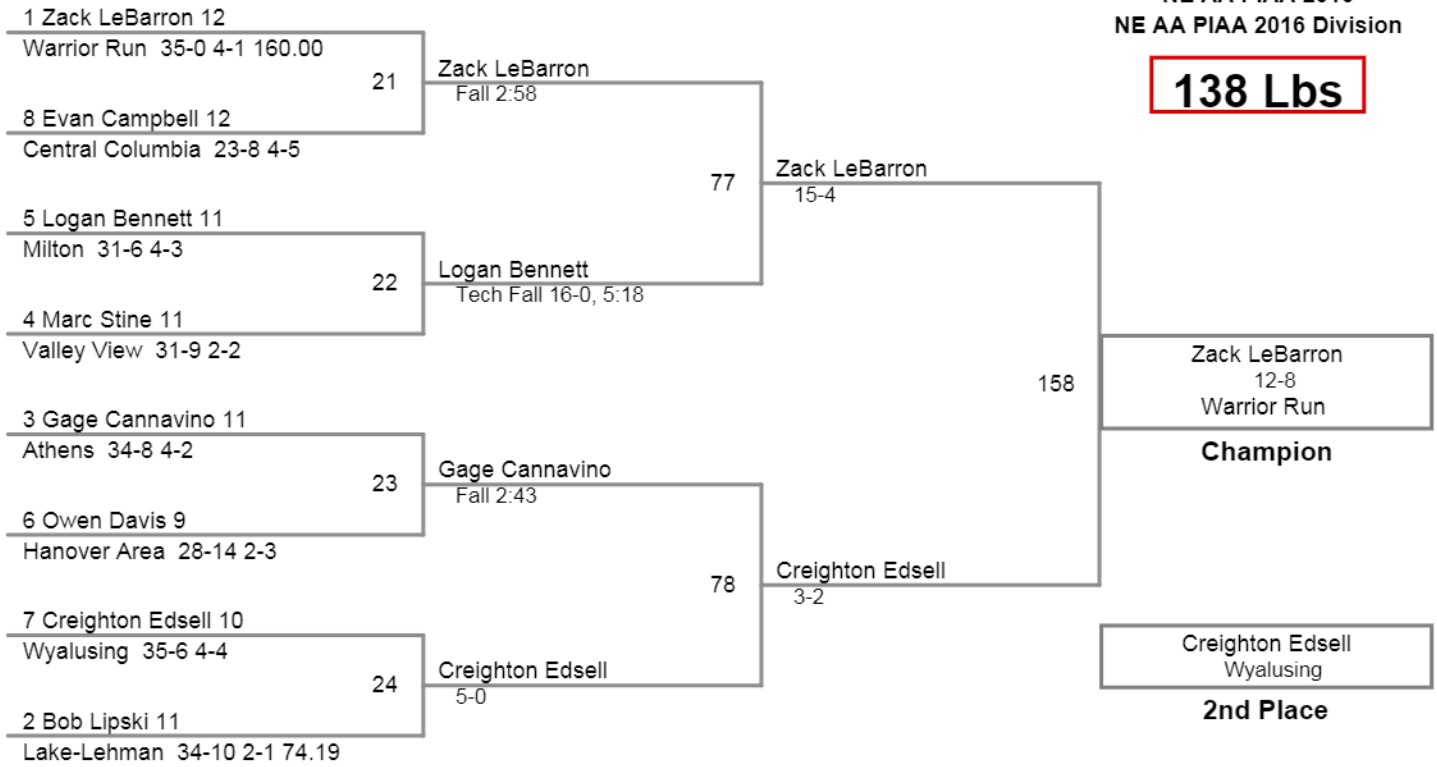 1 Zack LeBarron 12
Warrior Run 35-0 4-1 160.00
21
8 Evan Campbell 12
Central Columbia 23-8 4-5
Zack LeBarron
Fall 2:58
5 Logan Bennett 11
Milton 31-6 4-3
22
4 Marc Stine 11
Valley View 31-9 2-2
Logan Bennett
Tech Fall 16-0, 5:18
77
Zack LeBarron
15-4
3 Gage Cannavino 11
Athens 34-8 4-2
23
6 Owen Davis 9
Hanover Area 28-14 2-3
Gage Cannavino
Fall 2:43
7 Creighton Edsell 10
Wyalusing 35-6 4-4
24
2 Bob Lipski 11
Lake-Lehman 34-10 2-1 74.19
Creighton Edsell
5-0
78
Creighton Edsell
3-2
158
NE AA PIAA 2016 Division
138 Lbs
Zack LeBarron
12-8
Warrior Run
Champion
Creighton Edsell
Wyalusing
2nd Place